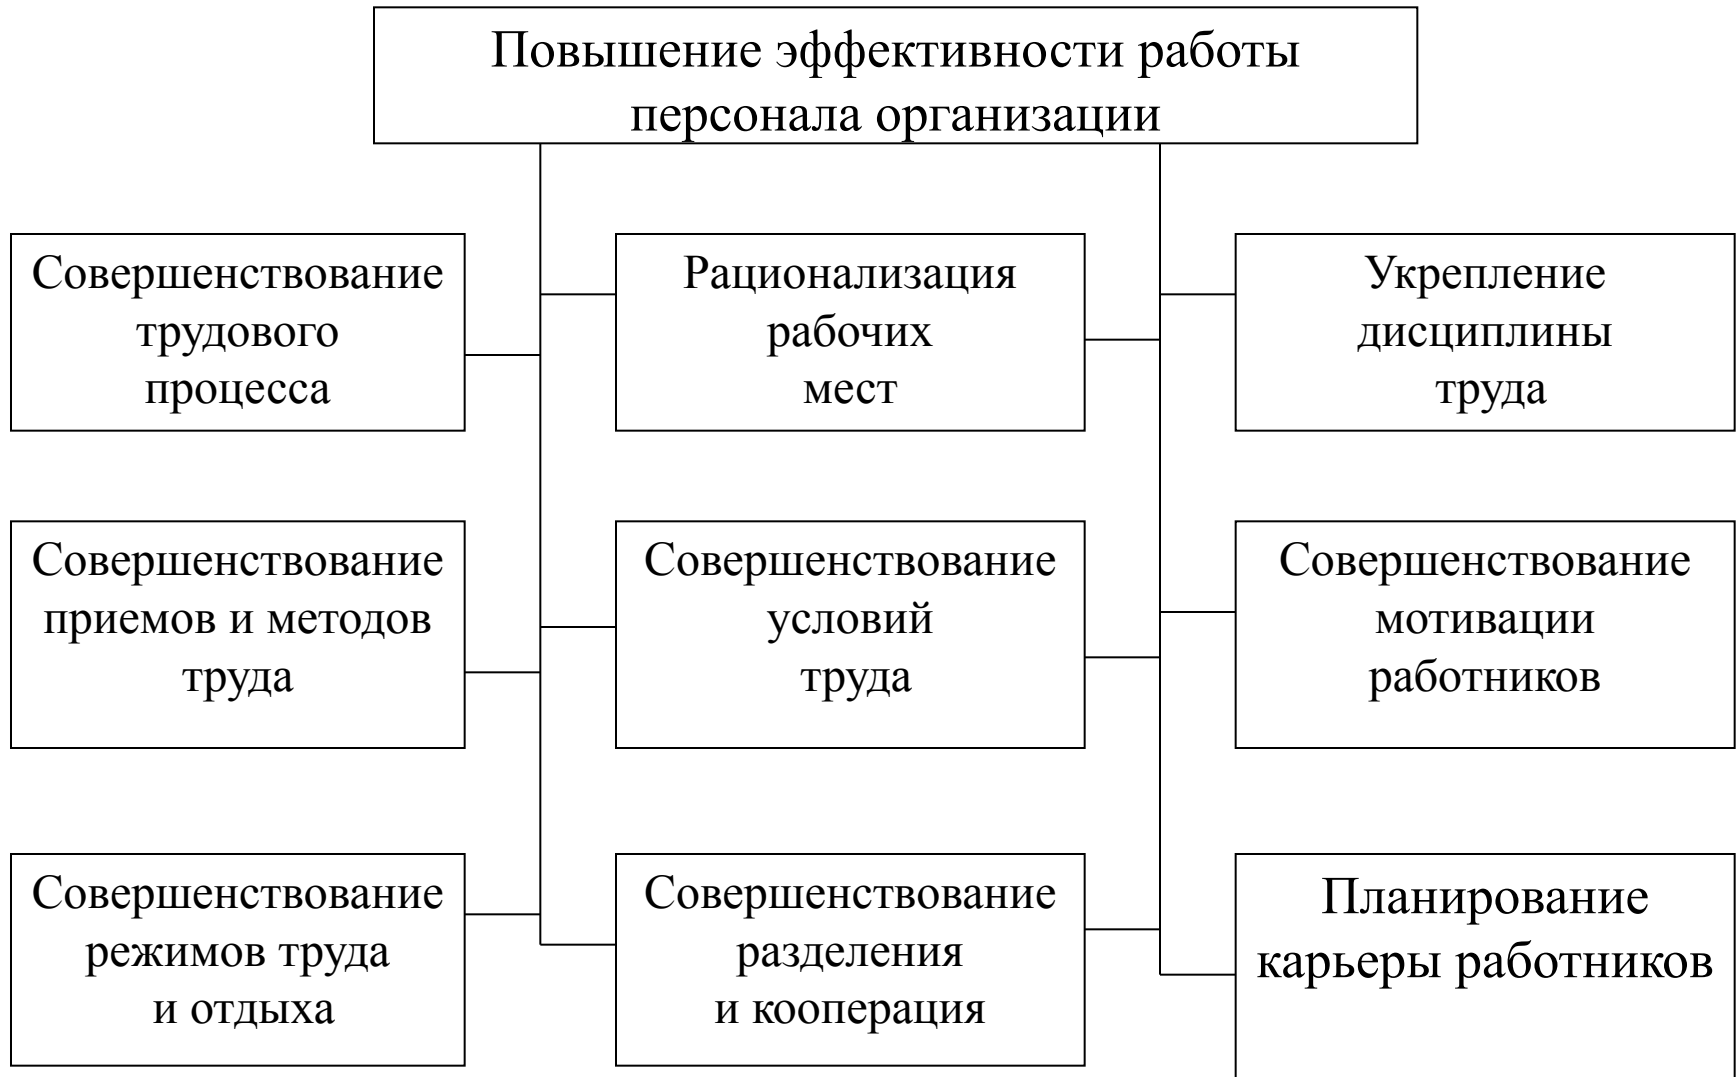 Повышение эффективности работы
персонала организации
Совершенствование
трудового
процесса
Рационализация
рабочих
мест
Укрепление
дисциплины
труда
Совершенствование
приемов и методов
труда
Совершенствование
условий
труда
Совершенствование
мотивации
работников
Совершенствование
режимов труда
и отдыха
Совершенствование
разделения
и кооперация
Планирование
карьеры работников